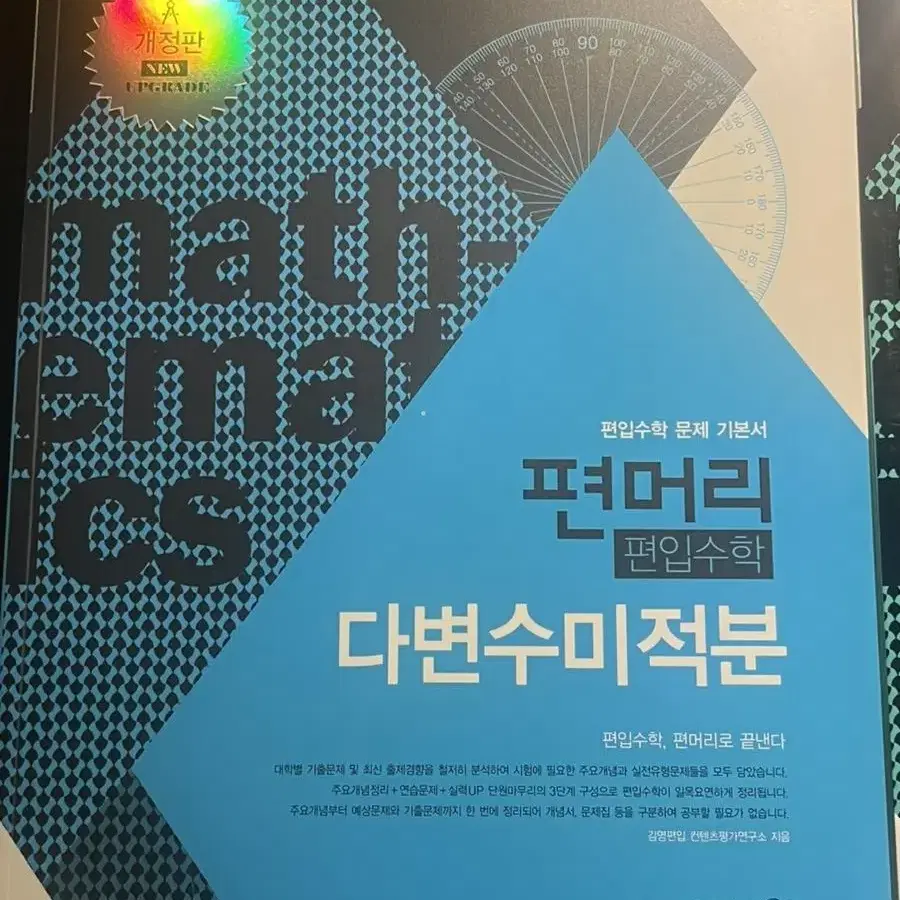 개정판
NEW
UPGRADE
math-
emat
ics
편입수학 문제 기본서
편머리
편입수학
다변수미적분
편입수학, 편머리로 끝낸다
대학별 기출문제 및 최신 출제경향을 철저히 분석하여 시험에 필요한 주요개념과 실전유형문제들을 모두 담았습니다.
주요개념정리+연습문제+실력UP 단원마무리의 3단계 구성으로 편입수학이 일목요연하게 정리됩니다.
주요개념부터 예상문제와 기출문제까지 한 번에 정리되어 개념서, 문제집 등을 구분하여 공부할 필요가 없습니다.
김영편입 컨텐츠평가연구소 지음